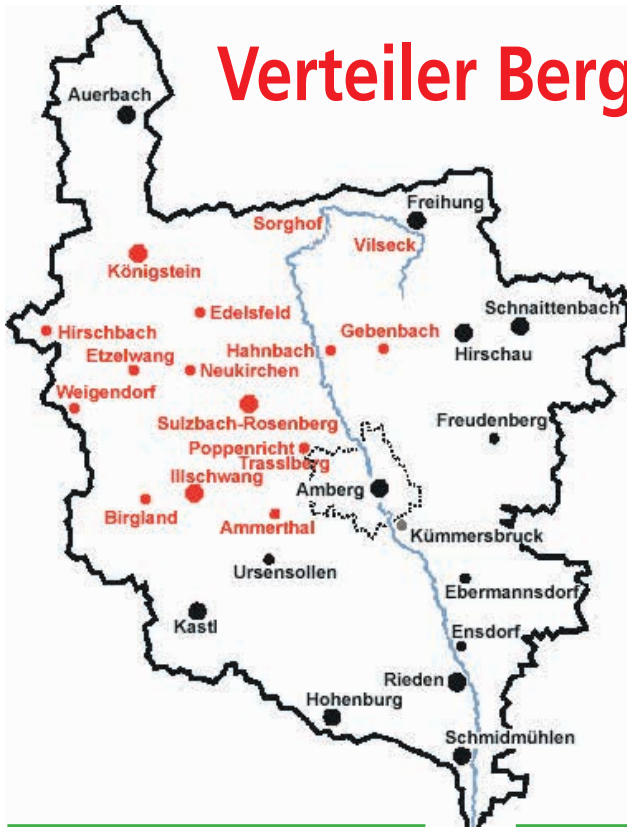 Verteiler Berg
Auerbach
Freihung
Sorghof
Vilseck
Königstein
Schnaittenbach
Edelsfeld
Hirschbach
Gebenbach
Hahnbach
Hirschau
Etzelwang
Neukirchen
Weigendorf
Sulzbach-Rosenberg
Freudenberg
Poppenricht
Trasslberg
Illschwang
Amberg
Birgland
Ammerthal
Kümmersbruck
Ursensollen
Ebermannsdorf
Kastl
Ensdorf
Rieden
Hohenburg
Schmidmühlen